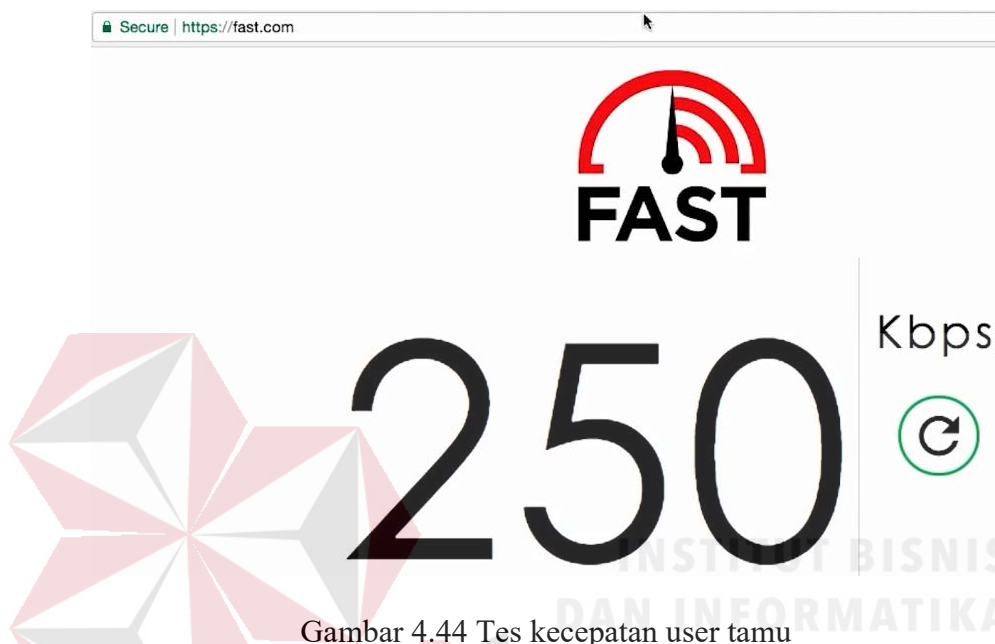 Secure | https://fast.com
FAST
250
Kbps
INSTITUT BISNIS
DAN INFORMATIKA
Gambar 4.44 Tes kecepatan user tamu